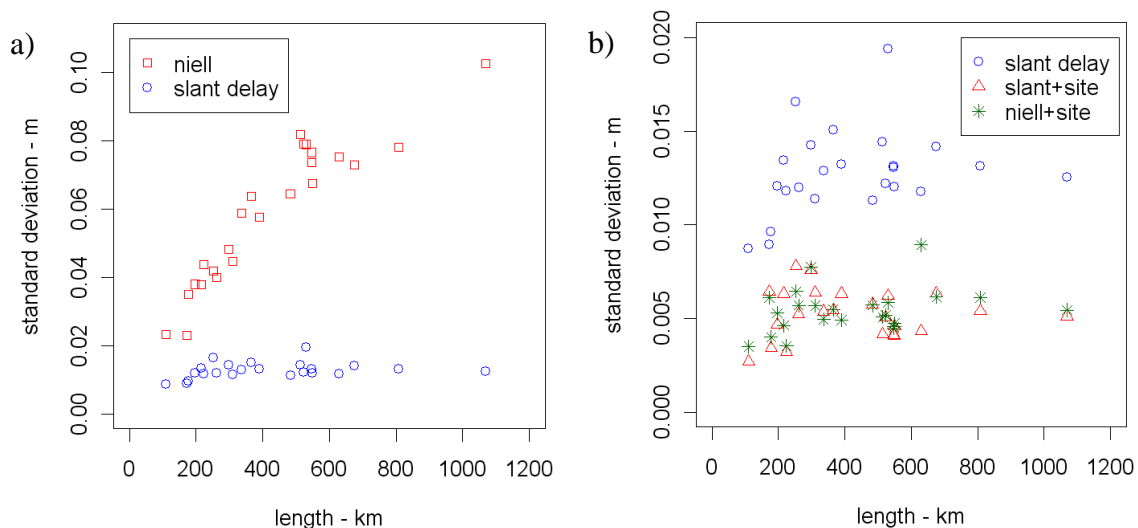 a)
niell
slant delay
standard deviation - m
0.00 0.02 0.04 0.06 0.08 0.10
0 200 400 600 800 1000 1200
length - km
b)
slant delay
slant+site
niell+site
standard deviation - m
0.000 0.005 0.010 0.015 0.020
0 200 400 600 800 1000 1200
length - km